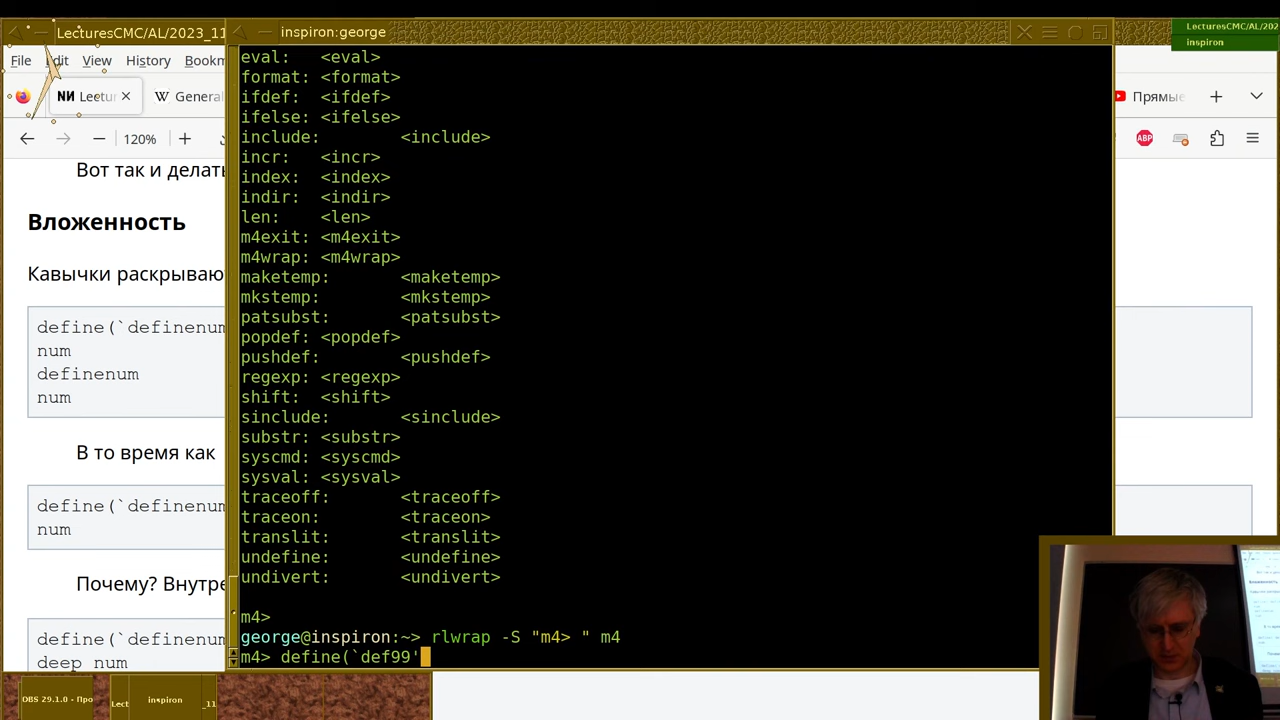 LecturesCMC/AL/2023_11
inspiron:george
LecturesCMC/AL/202
inspiron
File Edit View History Bookm
Lectur
General
Прямые
ABP
120%
Вот так и делать
Вложенность
Кавычки раскрываю
define(`definenum
num
definenum
num
В то время как
define(`definenum
num
Почему? Внутре
define(`definenum
deep num
eval: <eval>
format: <format>
ifdef: <ifdef>
ifelse: <ifelse>
include: <include>
incr: <incr>
index: <index>
indir: <indir>
len: <len>
m4exit: <m4exit>
m4wrap: <m4wrap>
maketemp: <maketemp>
mkstemp: <mkstemp>
patsubst: <patsubst>
popdef: <popdef>
pushdef: <pushdef>
regexp: <regexp>
shift: <shift>
sinclude: <sinclude>
substr: <substr>
syscmd: <syscmd>
sysval: <sysval>
traceoff: <traceoff>
traceon: <traceon>
translit: <translit>
undefine: <undefine>
undivert: <undivert>
m4>
george@inspiron:~> rlwrap -S "m4> " m4
m4> define(`def99'
DBS 29.1.0 - Про
Lect
inspiron
_11